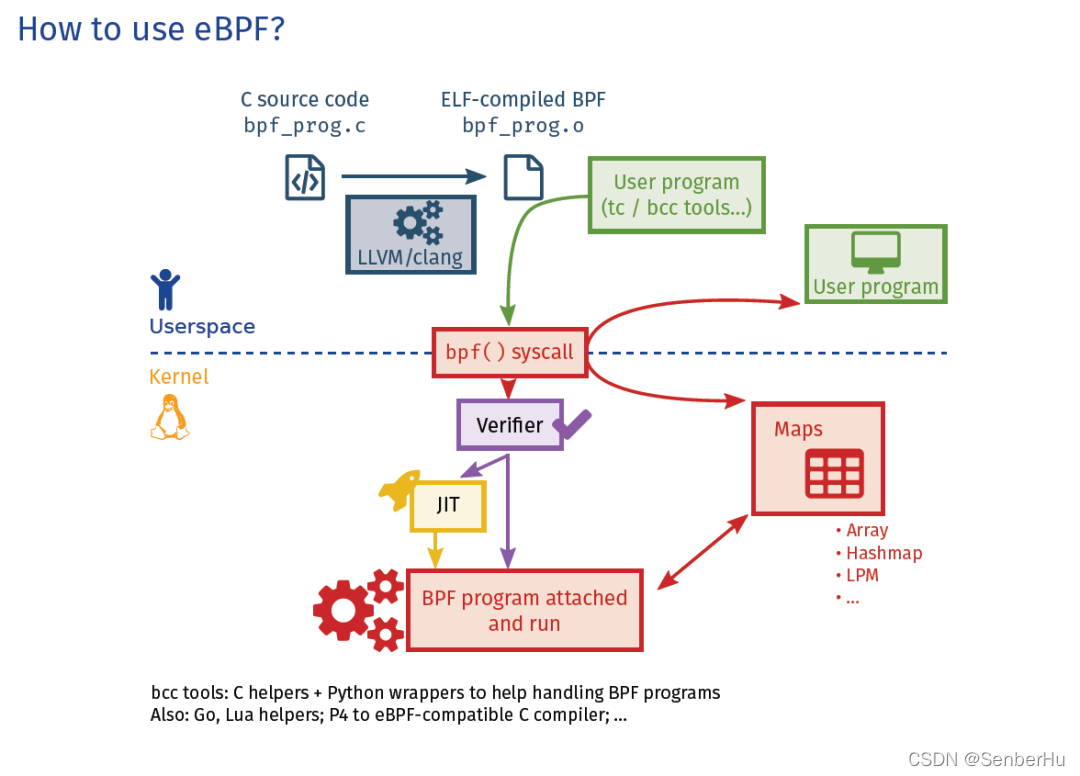 How to use eBPF?
C source code
bpf_prog.c
ELF-compiled BPF
bpf_prog.o
User program
(tc / bcc tools...)
LLVM/clang
User program
Userspace
bpf() syscall
Kernel
Verifier
Maps
JIT
• Array
• Hashmap
• LPM
• ...
BPF program attached
and run
bcc tools: C helpers + Python wrappers to help handling BPF programs
Also: Go, Lua helpers; P4 to eBPF-compatible C compiler; ...
CSDN @SenberHu